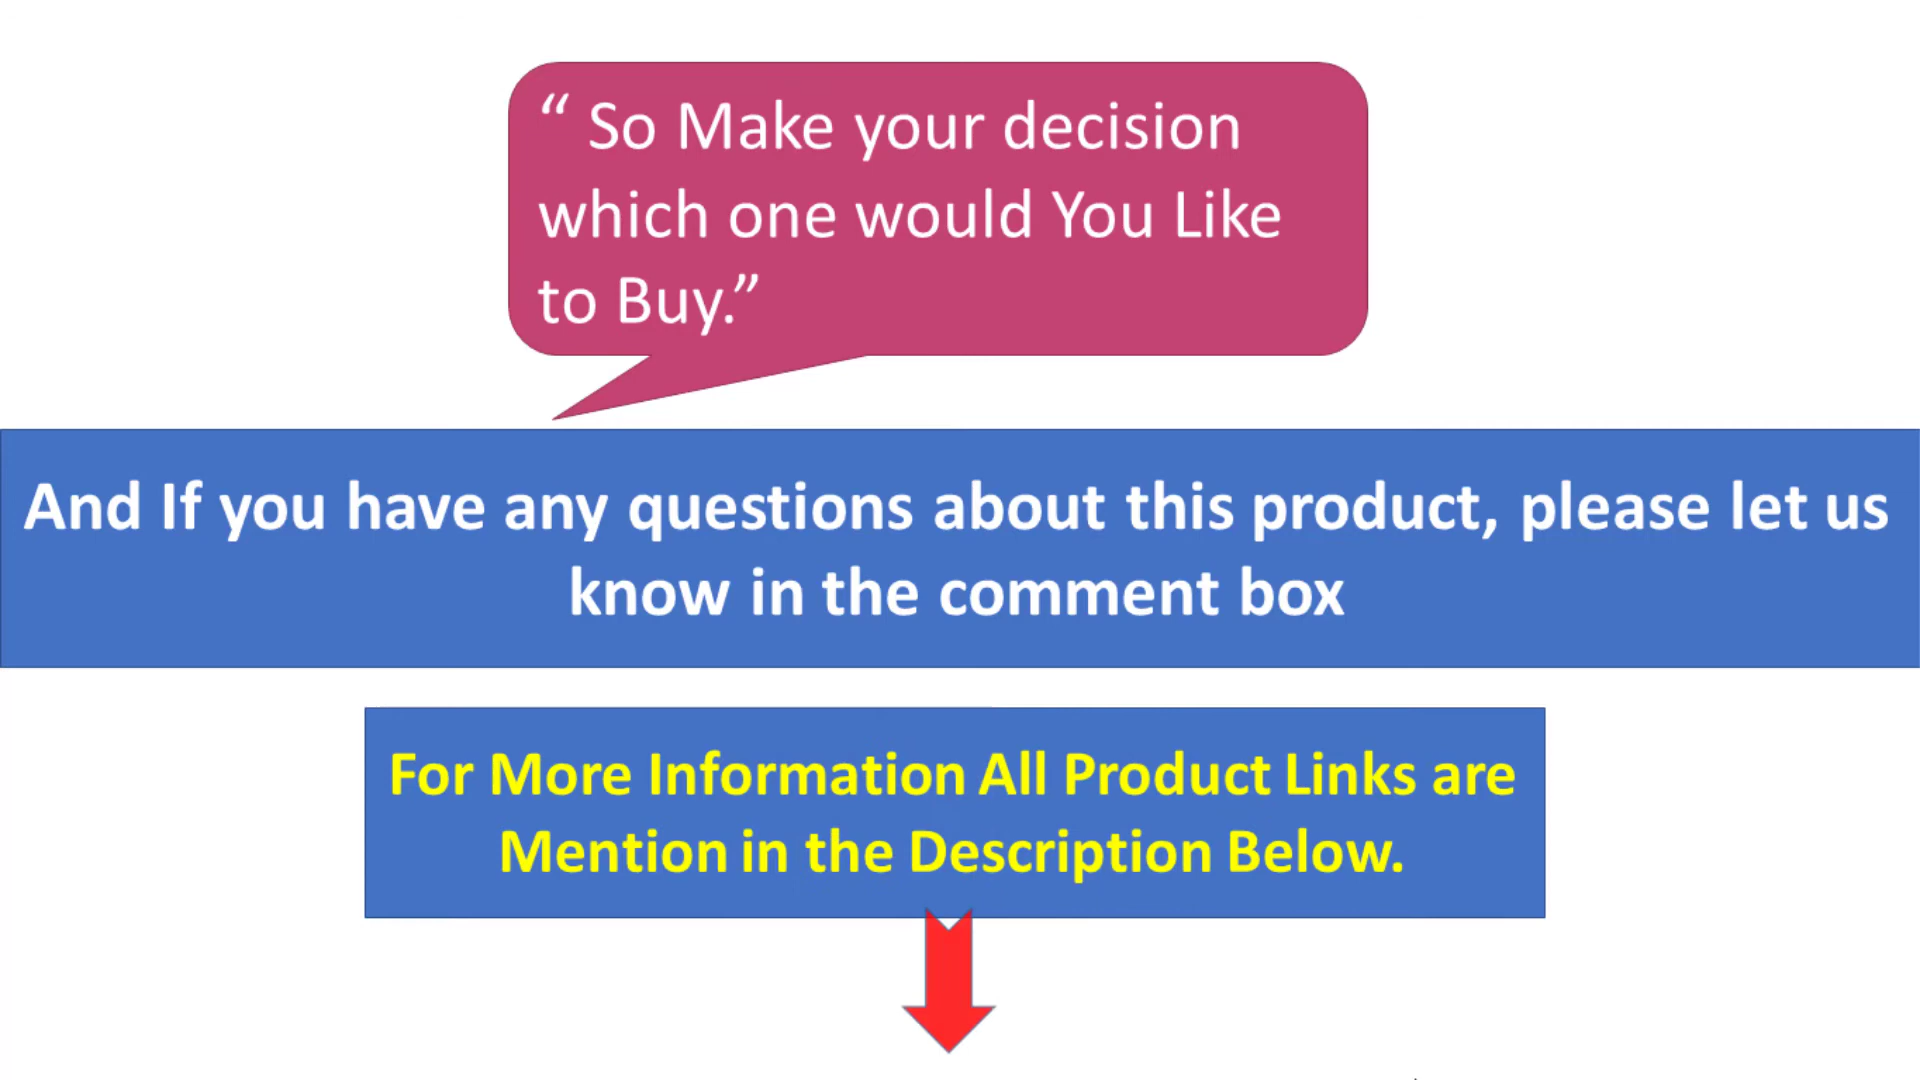 “ So Make your decision
which one would You Like
to Buy.”
And If you have any questions about this product, please let us
know in the comment box
For More Information All Product Links are
Mention in the Description Below.